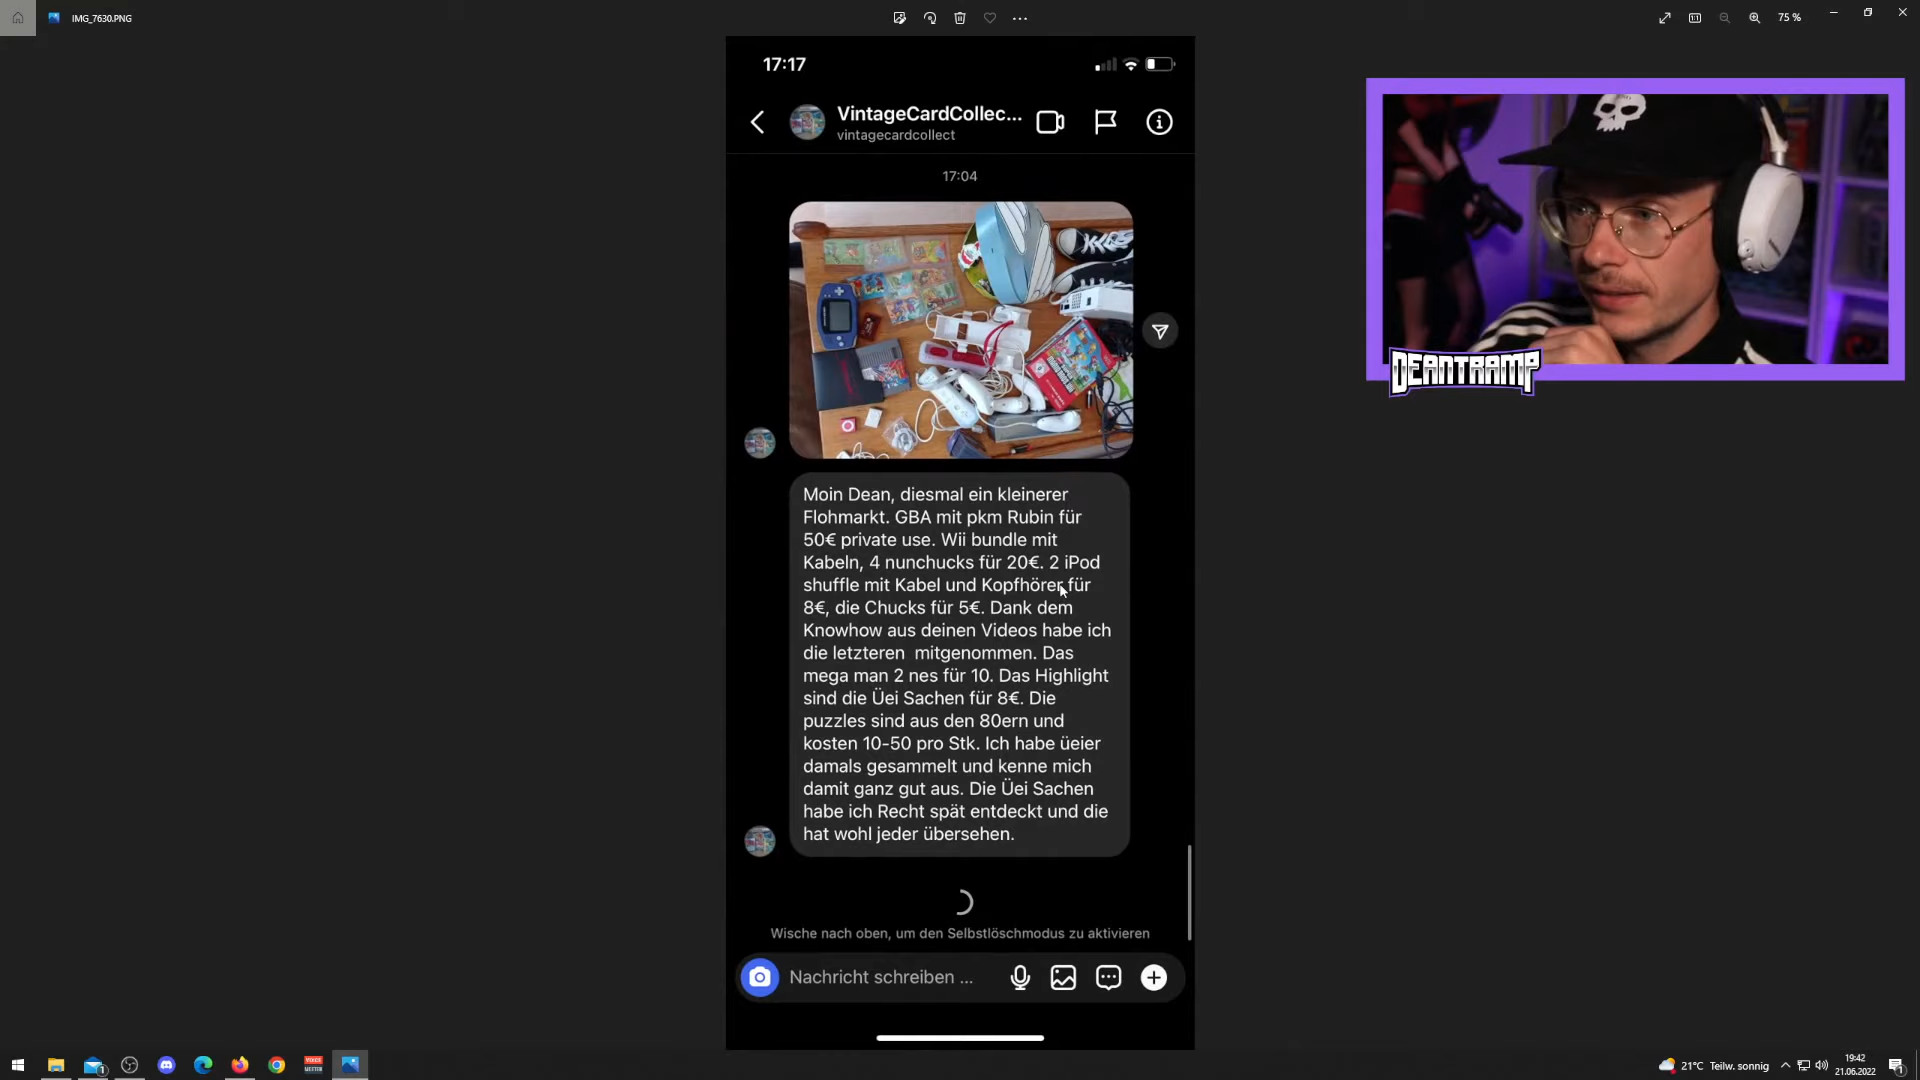 IMG_7630.PNG
75 %
17:17
VintageCardCollec...
vintagecardcollect
17:04
DEANTRAMP
Moin Dean, diesmal ein kleinerer
Flohmarkt. GBA mit pkm Rubin für
50€ private use. Wii bundle mit
Kabeln, 4 nunchucks für 20€. 2 iPod
shuffle mit Kabel und Kopfhörer für
8€, die Chucks für 5€. Dank dem
Knowhow aus deinen Videos habe ich
die letzteren  mitgenommen. Das
mega man 2 nes für 10. Das Highlight
sind die Üei Sachen für 8€. Die
puzzles sind aus den 80ern und
kosten 10-50 pro Stk. Ich habe üeier
damals gesammelt und kenne mich
damit ganz gut aus. Die Üei Sachen
habe ich Recht spät entdeckt und die
hat wohl jeder übersehen.
Wische nach oben, um den Selbstlöschmodus zu aktivieren
Nachricht schreiben ...
21°C Teilw. sonnig
19:42
21.06.2022